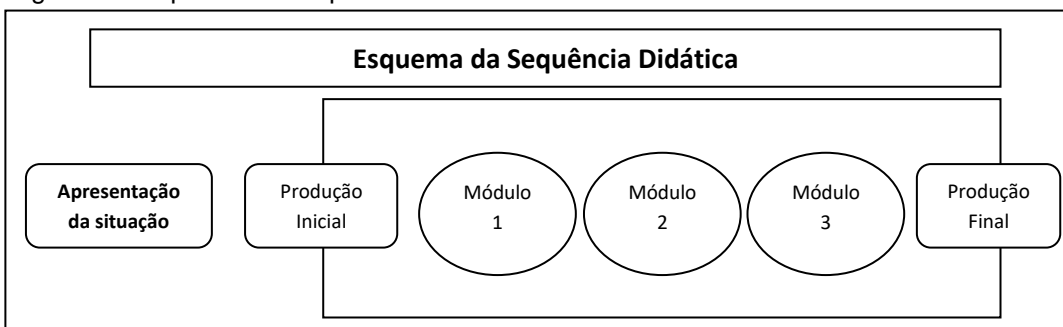 Esquema da Sequência Didática
Apresentação
da situação
Produção
Inicial
Módulo
1
Módulo
2
Módulo
3
Produção
Final